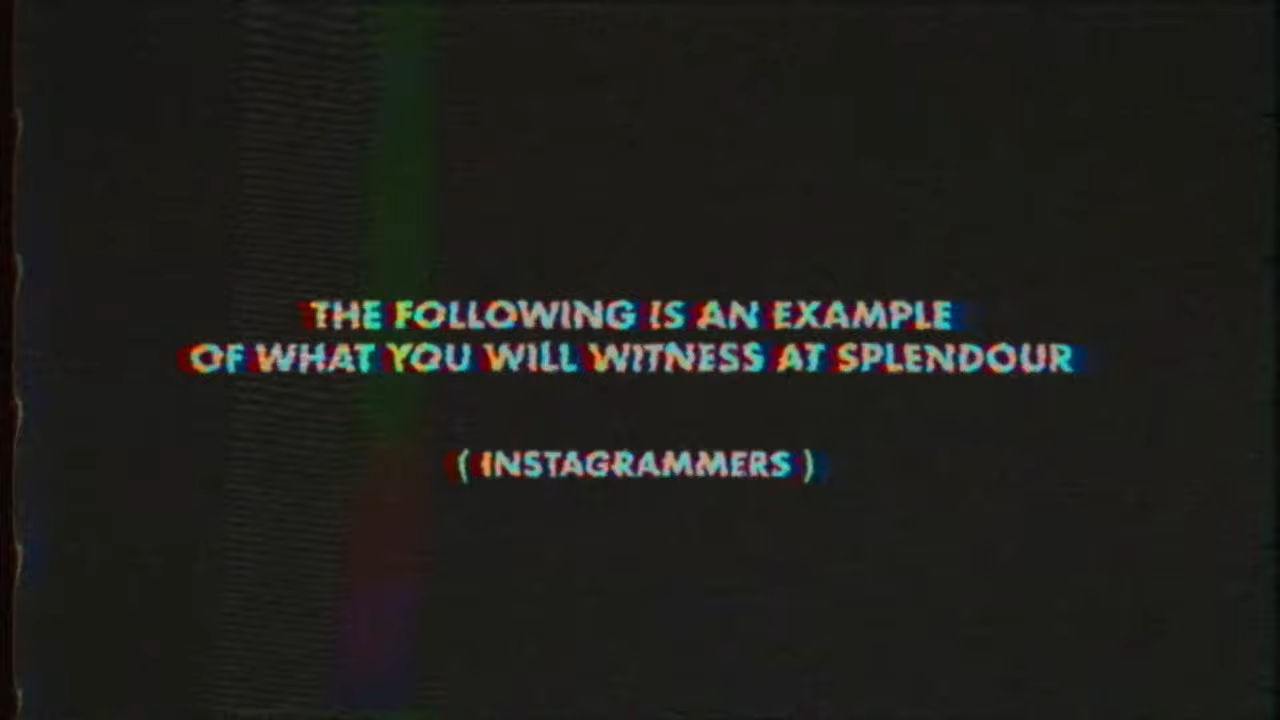 THE FOLLOWING IS AN EXAMPLE
OF WHAT YOU WILL WITNESS AT SPLENDOUR
( INSTAGRAMMERS )